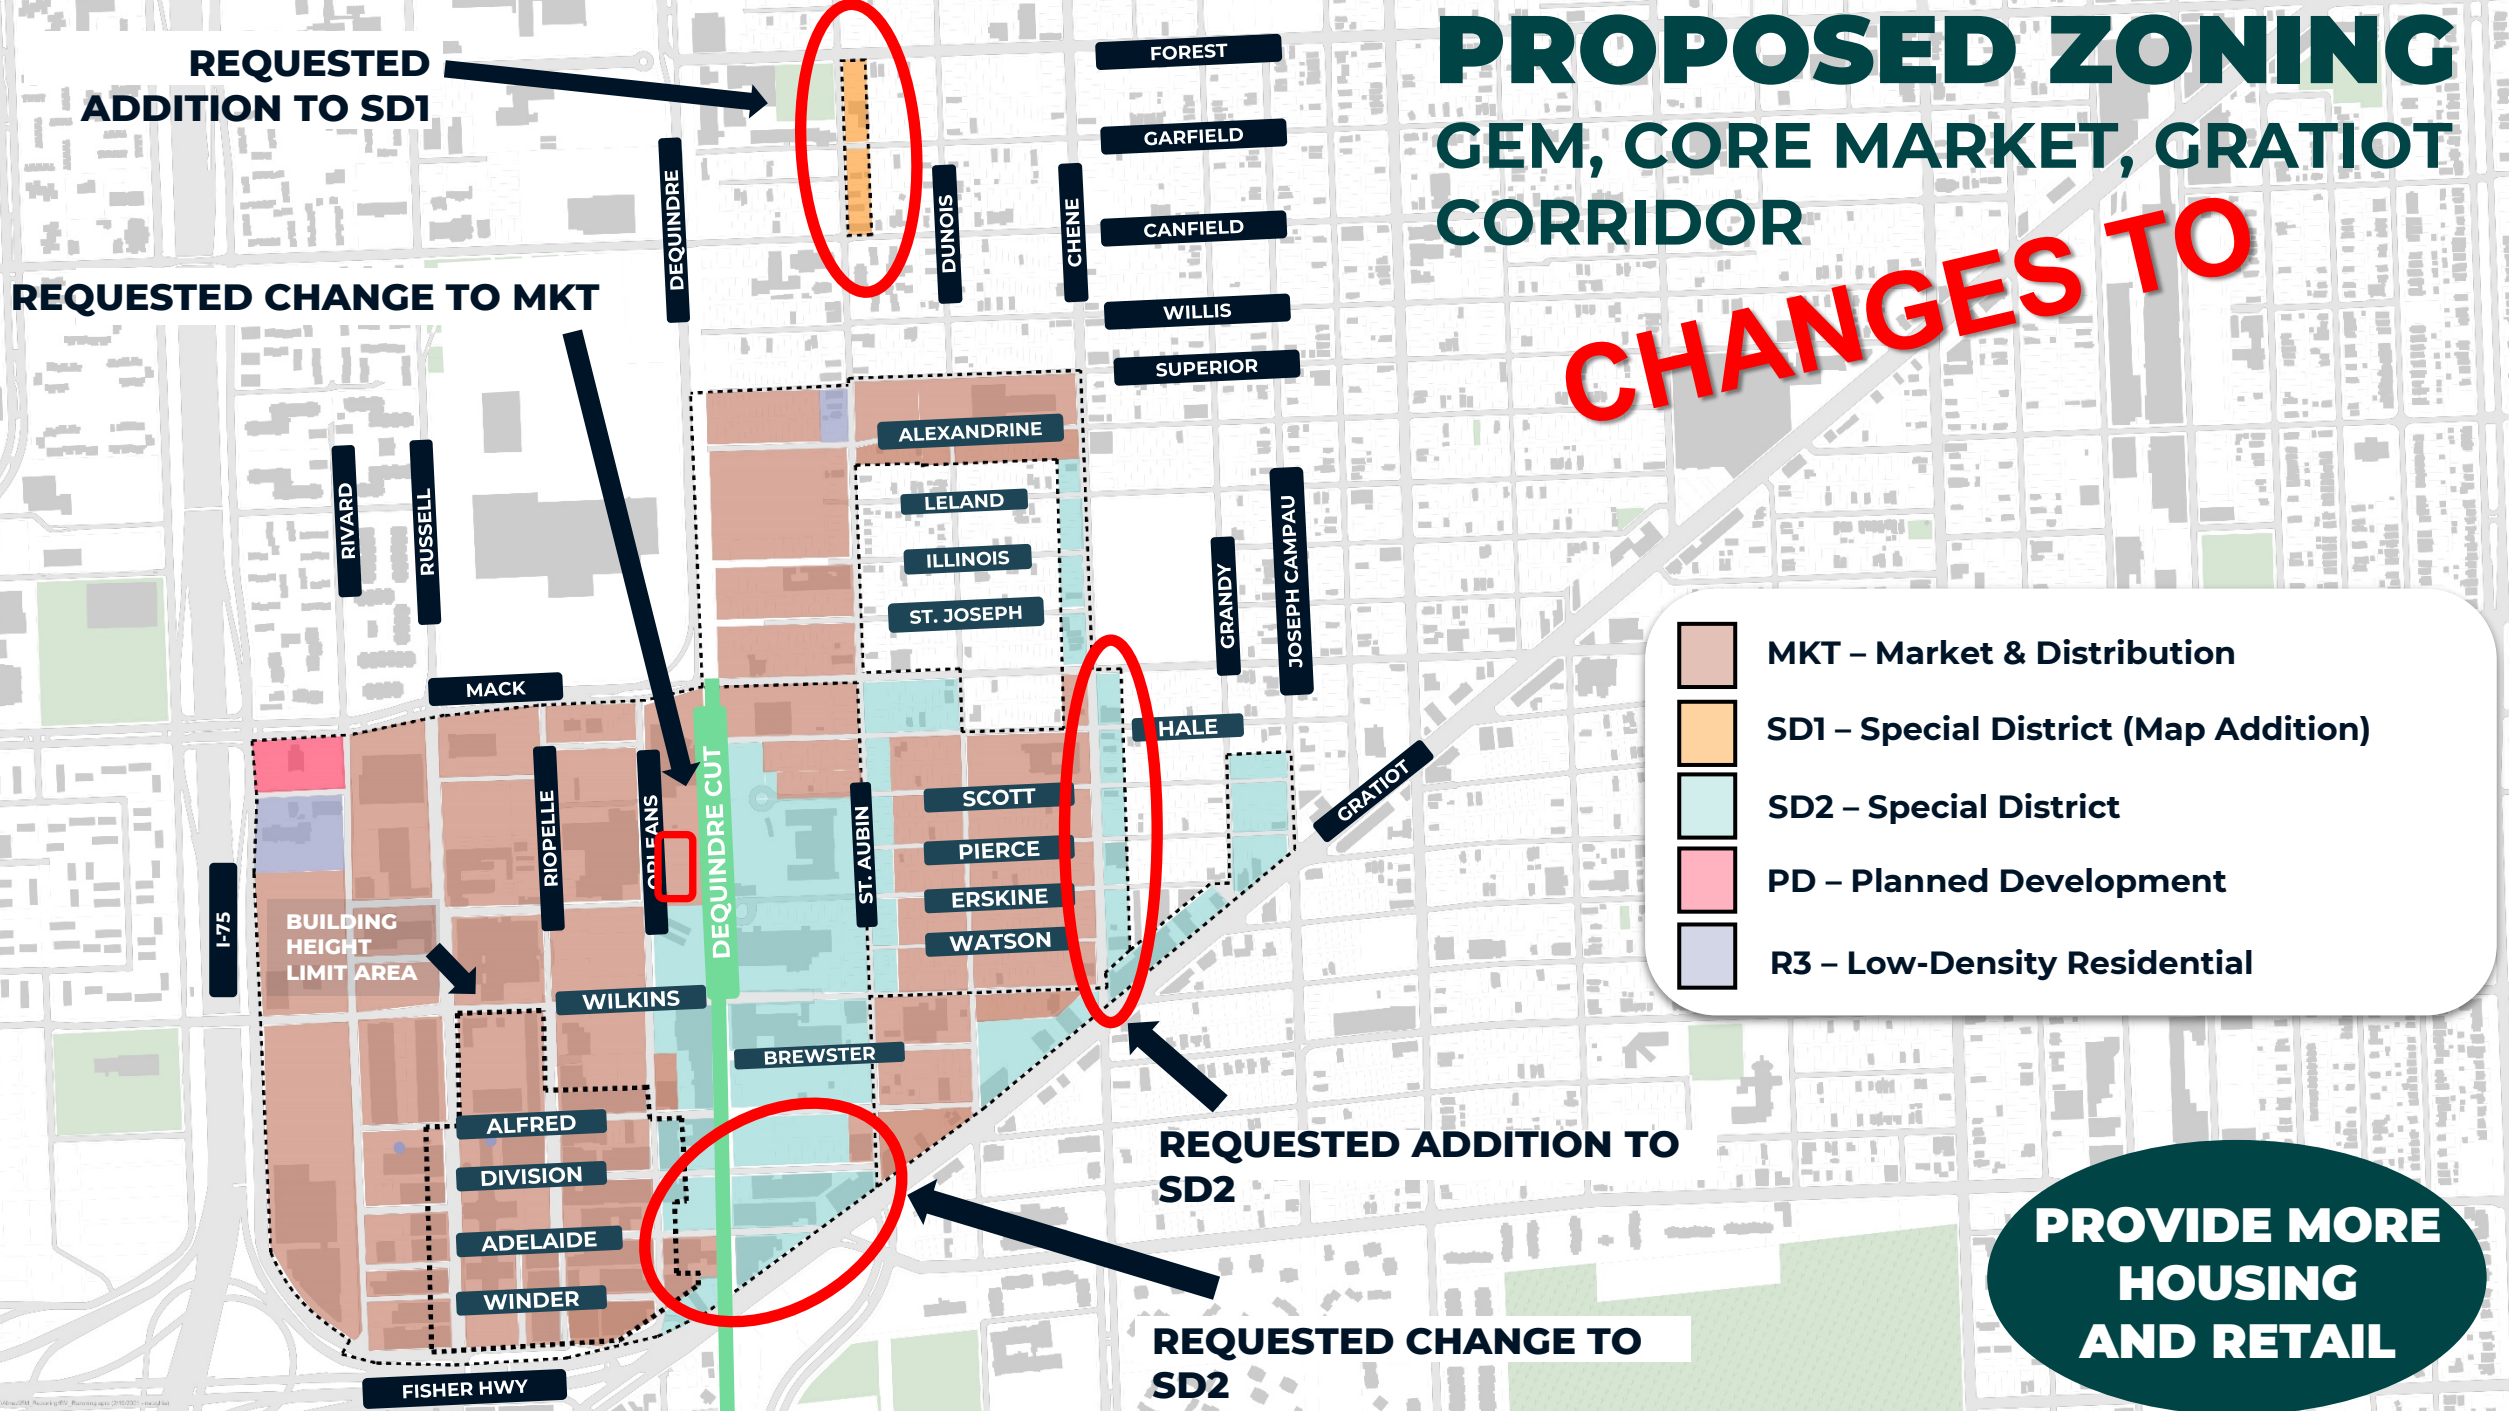 PROPOSED ZONING
GEM, CORE MARKET, GRATIOT
CORRIDOR
CHANGES TO
REQUESTED
ADDITION TO SD1
REQUESTED CHANGE TO MKT
FOREST
GARFIELD
CANFIELD
WILLIS
SUPERIOR
DEQUINDRE
DUNOIS
CHENE
ALEXANDRINE
LELAND
ILLINOIS
ST. JOSEPH
RIVARD
RUSSELL
GRANDY
JOSEPH CAMPAU
MACK
HALE
GRATIOT
RIOPELLE
ORLEANS
DEQUINDRE CUT
ST. AUBIN
SCOTT
PIERCE
ERSKINE
WATSON
I-75
BUILDING
HEIGHT
LIMIT AREA
WILKINS
BREWSTER
ALFRED
DIVISION
ADELAIDE
WINDER
FISHER HWY
MKT – Market & Distribution
SD1 – Special District (Map Addition)
SD2 – Special District
PD – Planned Development
R3 – Low-Density Residential
REQUESTED ADDITION TO
SD2
REQUESTED CHANGE TO
SD2
PROVIDE MORE
HOUSING
AND RETAIL